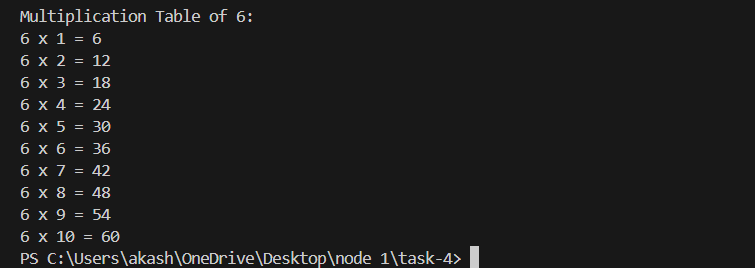 Multiplication Table of 6:
6 x 1 = 6
6 x 2 = 12
6 x 3 = 18
6 x 4 = 24
6 x 5 = 30
6 x 6 = 36
6 x 7 = 42
6 x 8 = 48
6 x 9 = 54
6 x 10 = 60
PS C:\Users\akash\OneDrive\Desktop\node 1\task-4>